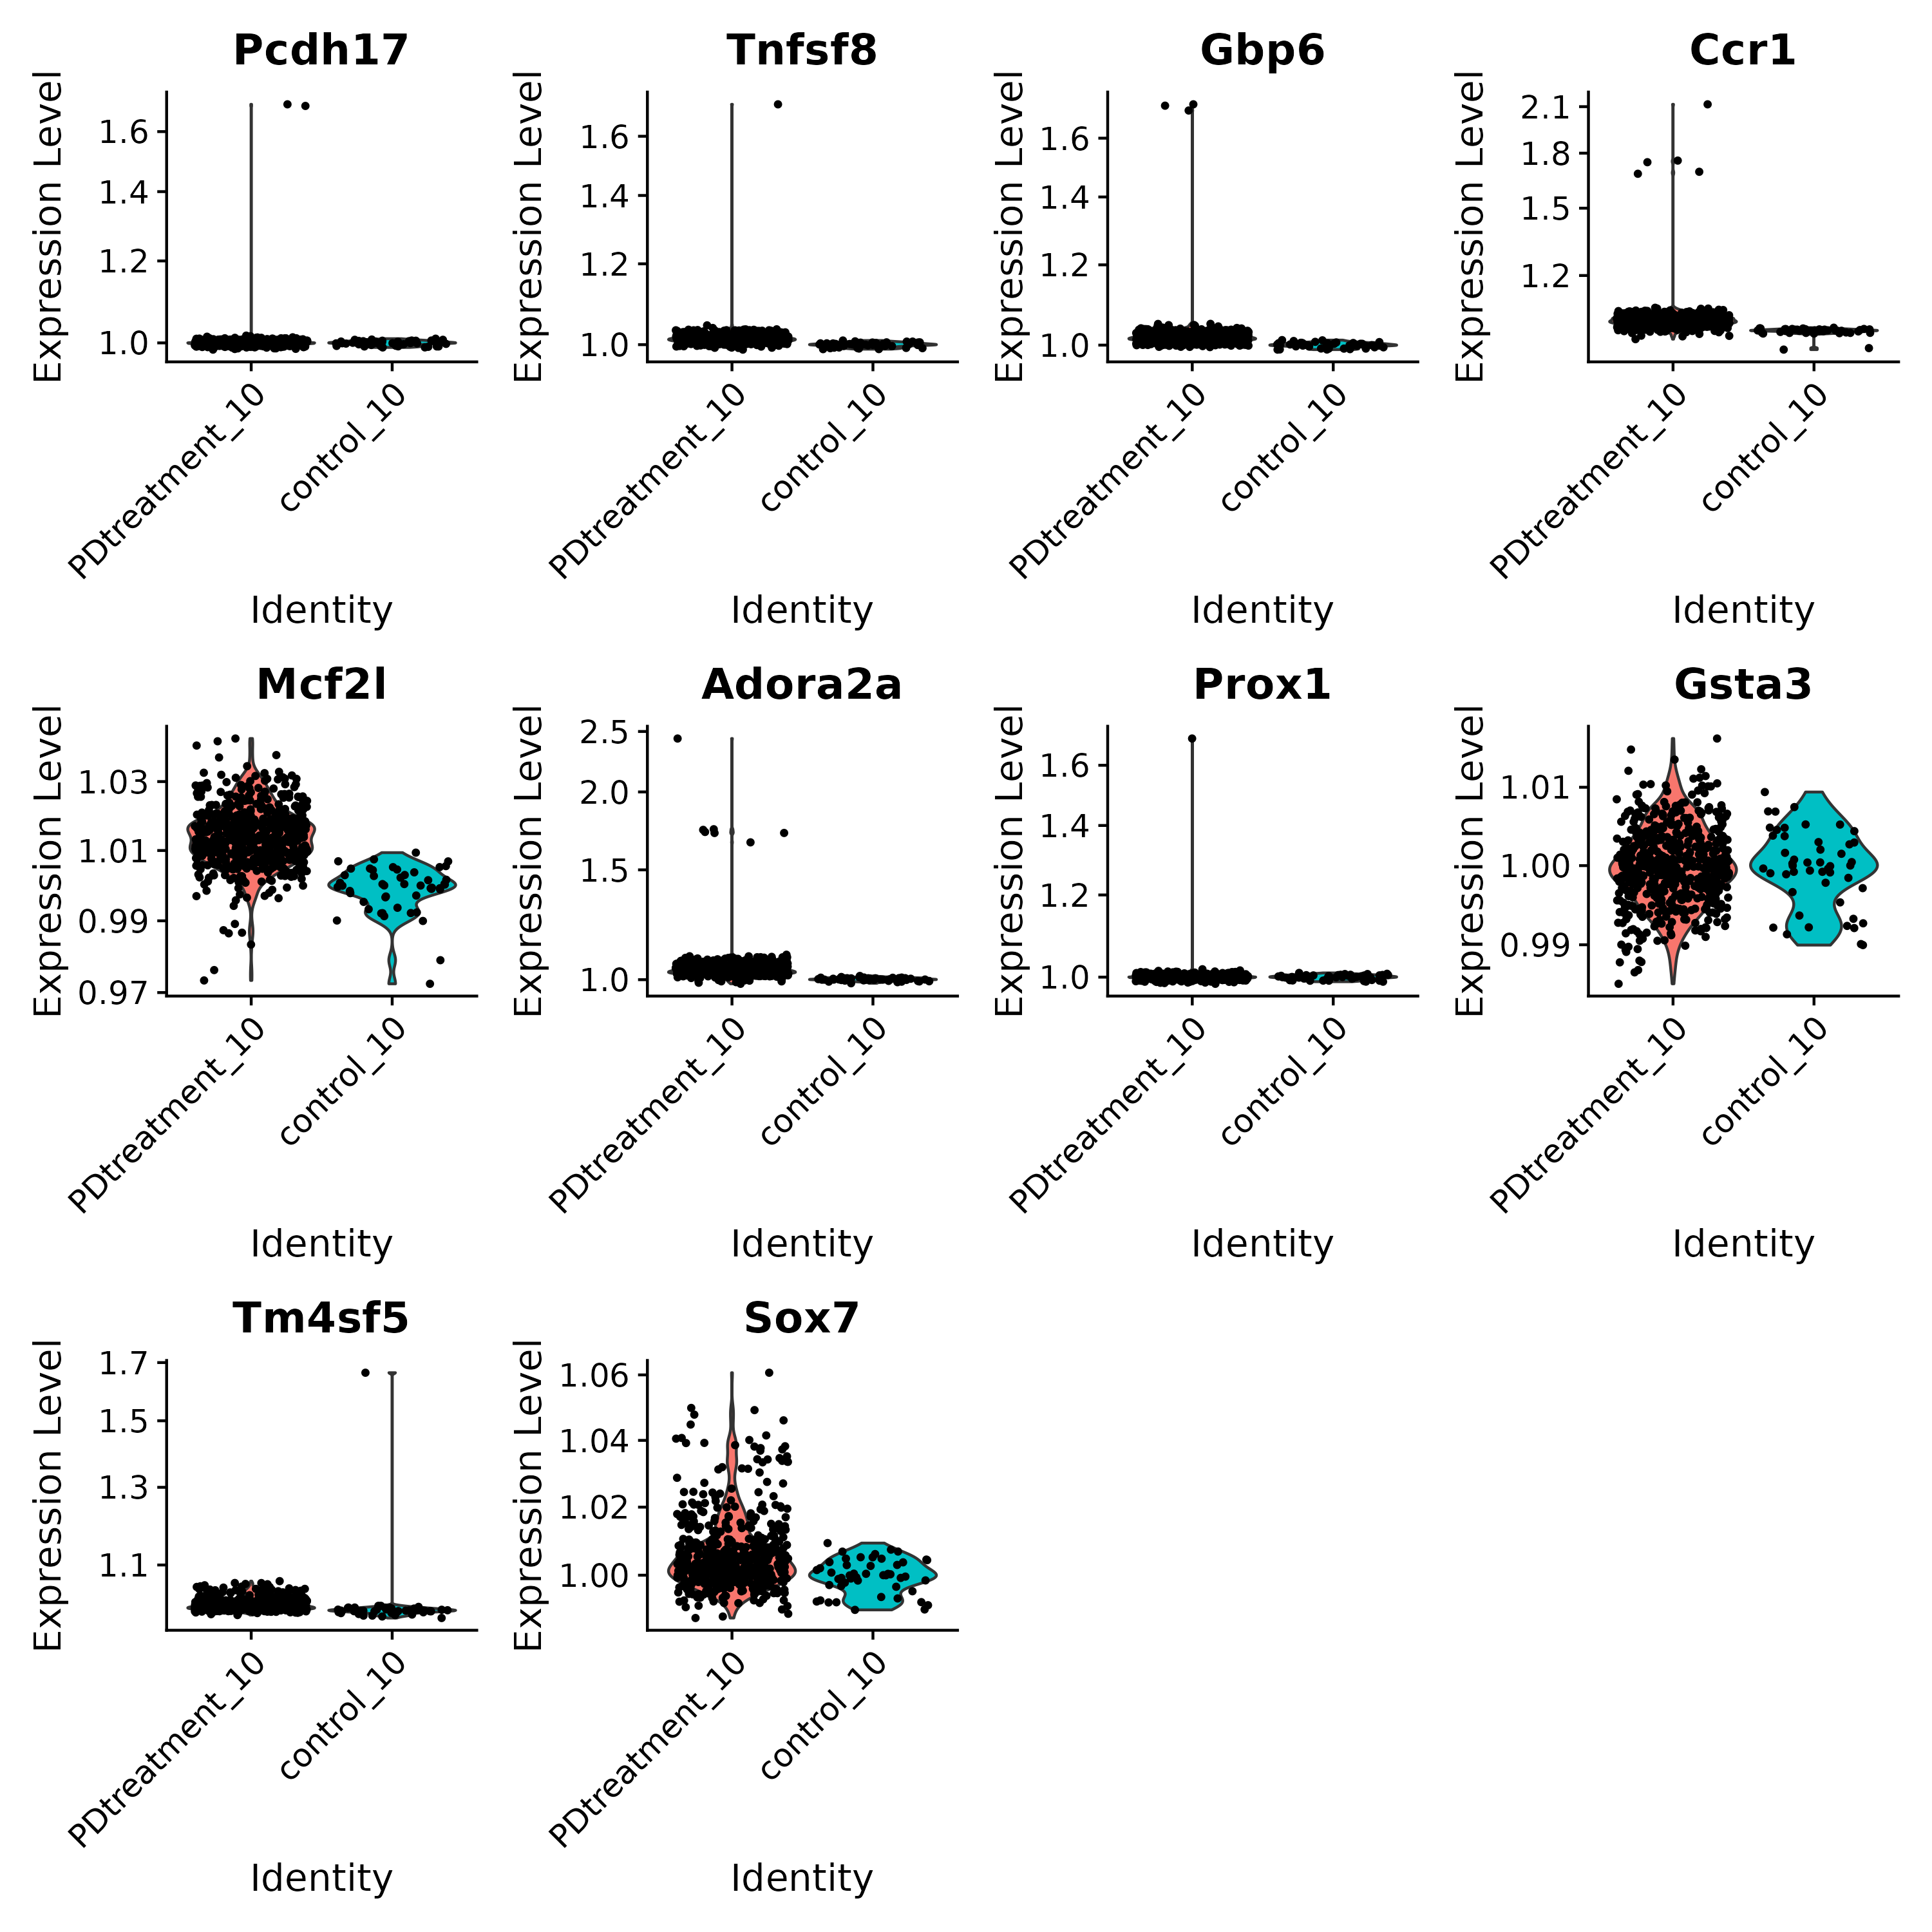 Pcdh17
Expression Level
1.6
1.4
1.2
1.0
PDtreatment_10
control_10
Identity
Tnfsf8
Expression Level
1.6
1.4
1.2
1.0
PDtreatment_10
control_10
Identity
Gbp6
Expression Level
1.6
1.4
1.2
1.0
PDtreatment_10
control_10
Identity
Ccr1
Expression Level
2.1
1.8
1.5
1.2
PDtreatment_10
control_10
Identity
Mcf2l
Expression Level
1.03
1.01
0.99
0.97
PDtreatment_10
control_10
Identity
Adora2a
Expression Level
2.5
2.0
1.5
1.0
PDtreatment_10
control_10
Identity
Prox1
Expression Level
1.6
1.4
1.2
1.0
PDtreatment_10
control_10
Identity
Gsta3
Expression Level
1.01
1.00
0.99
PDtreatment_10
control_10
Identity
Tm4sf5
Expression Level
1.7
1.5
1.3
1.1
PDtreatment_10
control_10
Identity
Sox7
Expression Level
1.06
1.04
1.02
1.00
PDtreatment_10
control_10
Identity